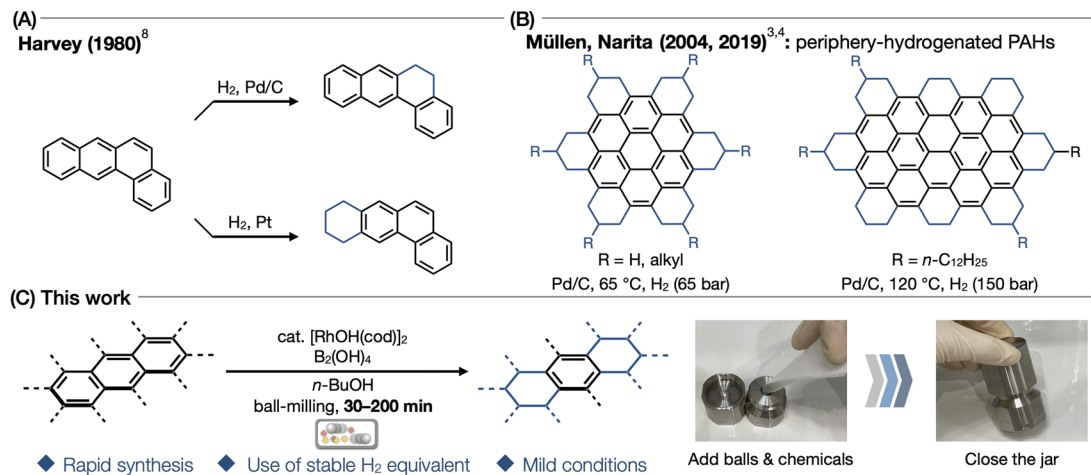 (A)
Harvey (1980)8
H2, Pd/C
H2, Pt
(B)
Müllen, Narita (2004, 2019)3,4: periphery-hydrogenated PAHs
R
R
R
R
R
R
R = H, alkyl
Pd/C, 65 °C, H2 (65 bar)
R
R
R
R
R = n-C12H25
Pd/C, 120 °C, H2 (150 bar)
(C) This work
cat. [RhOH(cod)]2
B2(OH)4
n-BuOH
ball-milling, 30–200 min
Rapid synthesis
Use of stable H2 equivalent
Mild conditions
Add balls & chemicals
Close the jar